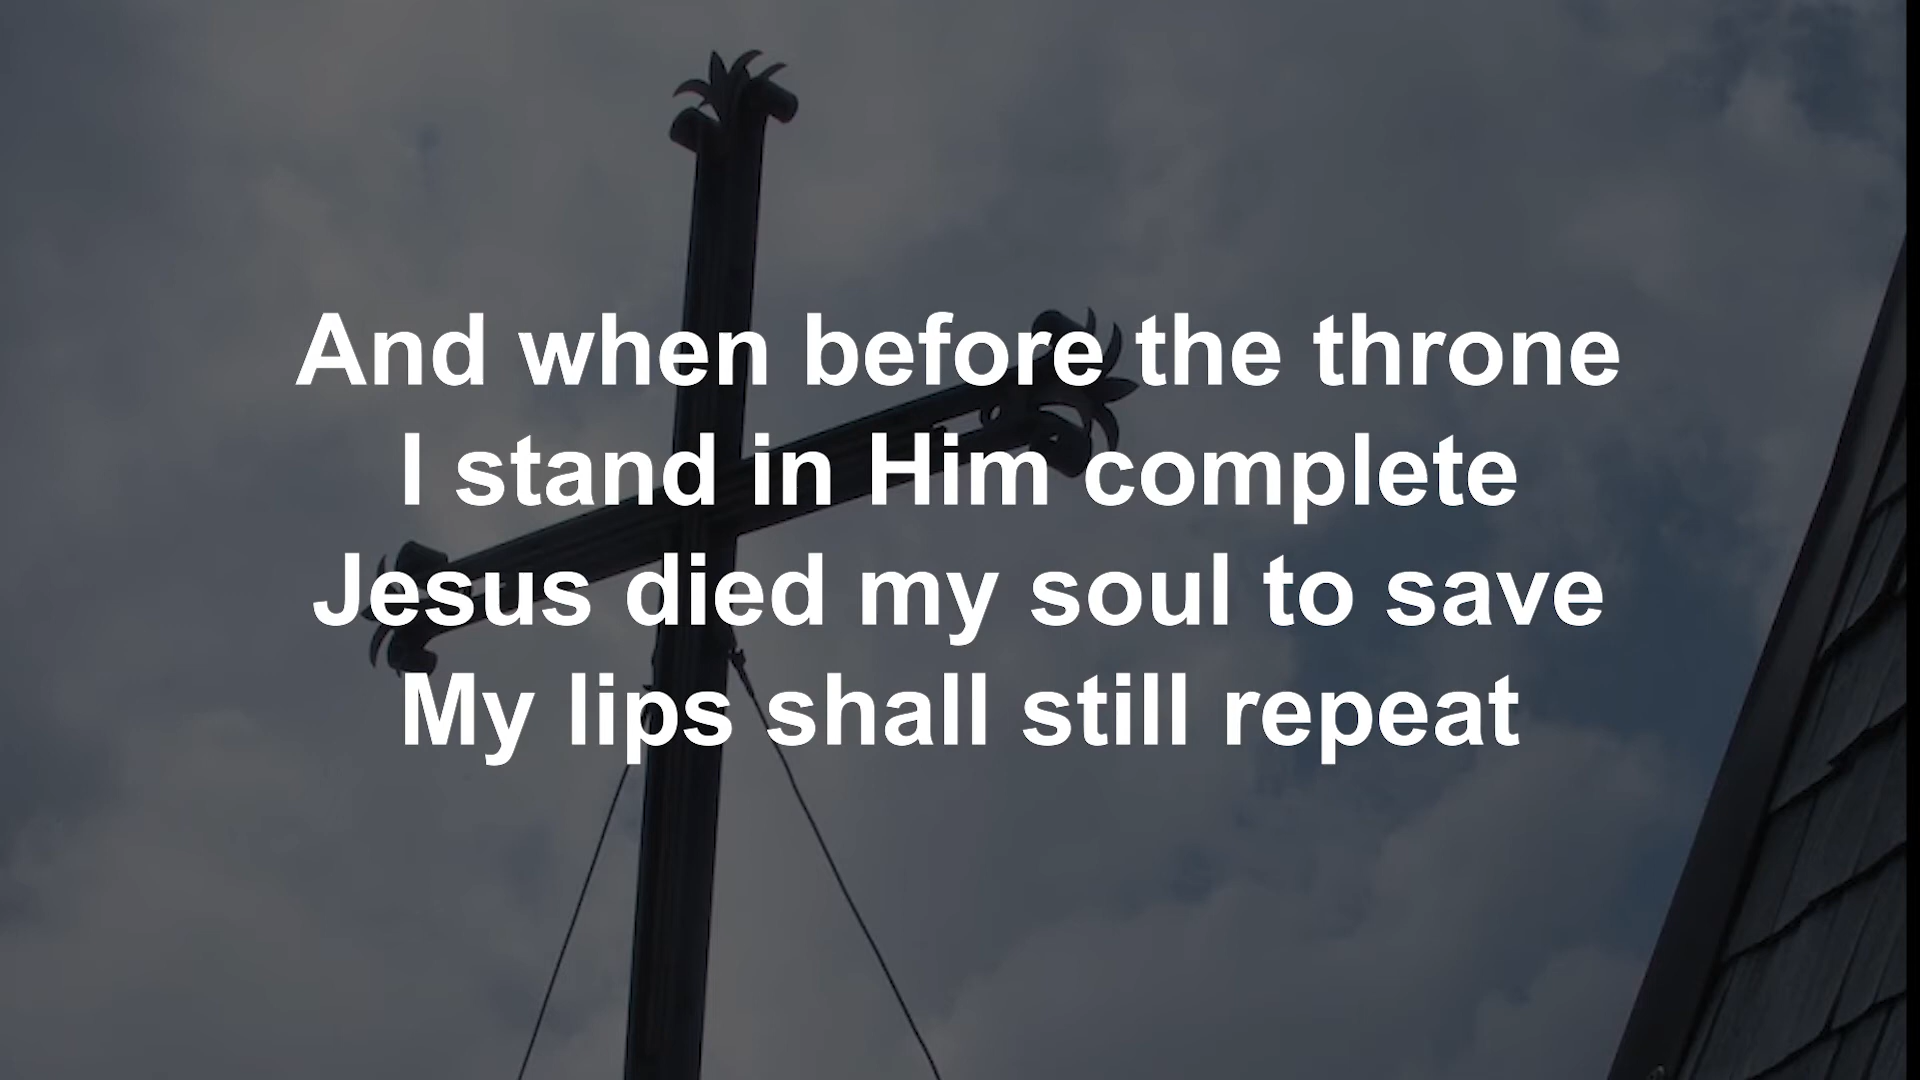 And when before the throne
I stand in Him complete
Jesus died my soul to save
My lips shall still repeat